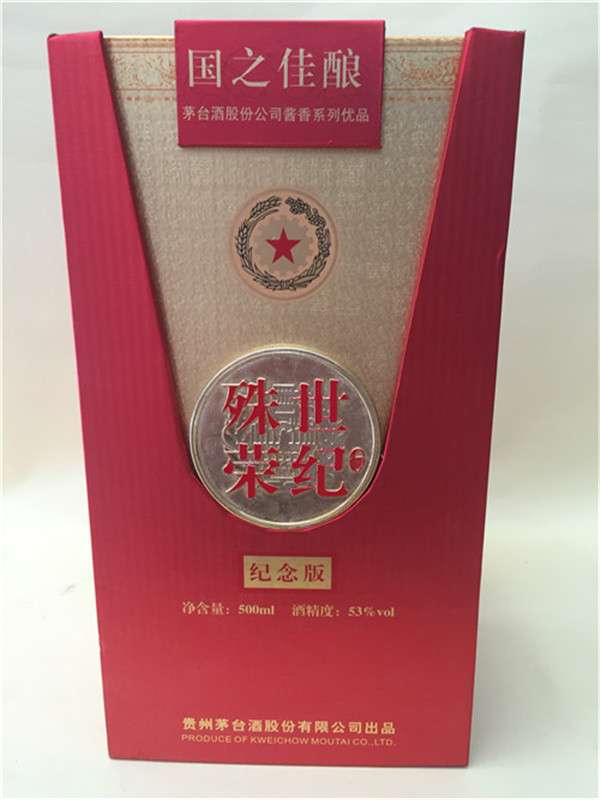 国之佳酿
茅台酒股份公司酱香系列优品
世纪
殊荣
纪念版
净含量：500ml 酒精度：53%vol
贵州茅台酒股份有限公司出品
PRODUCE OF KWEICHOW MOUTAI CO.,LTD.